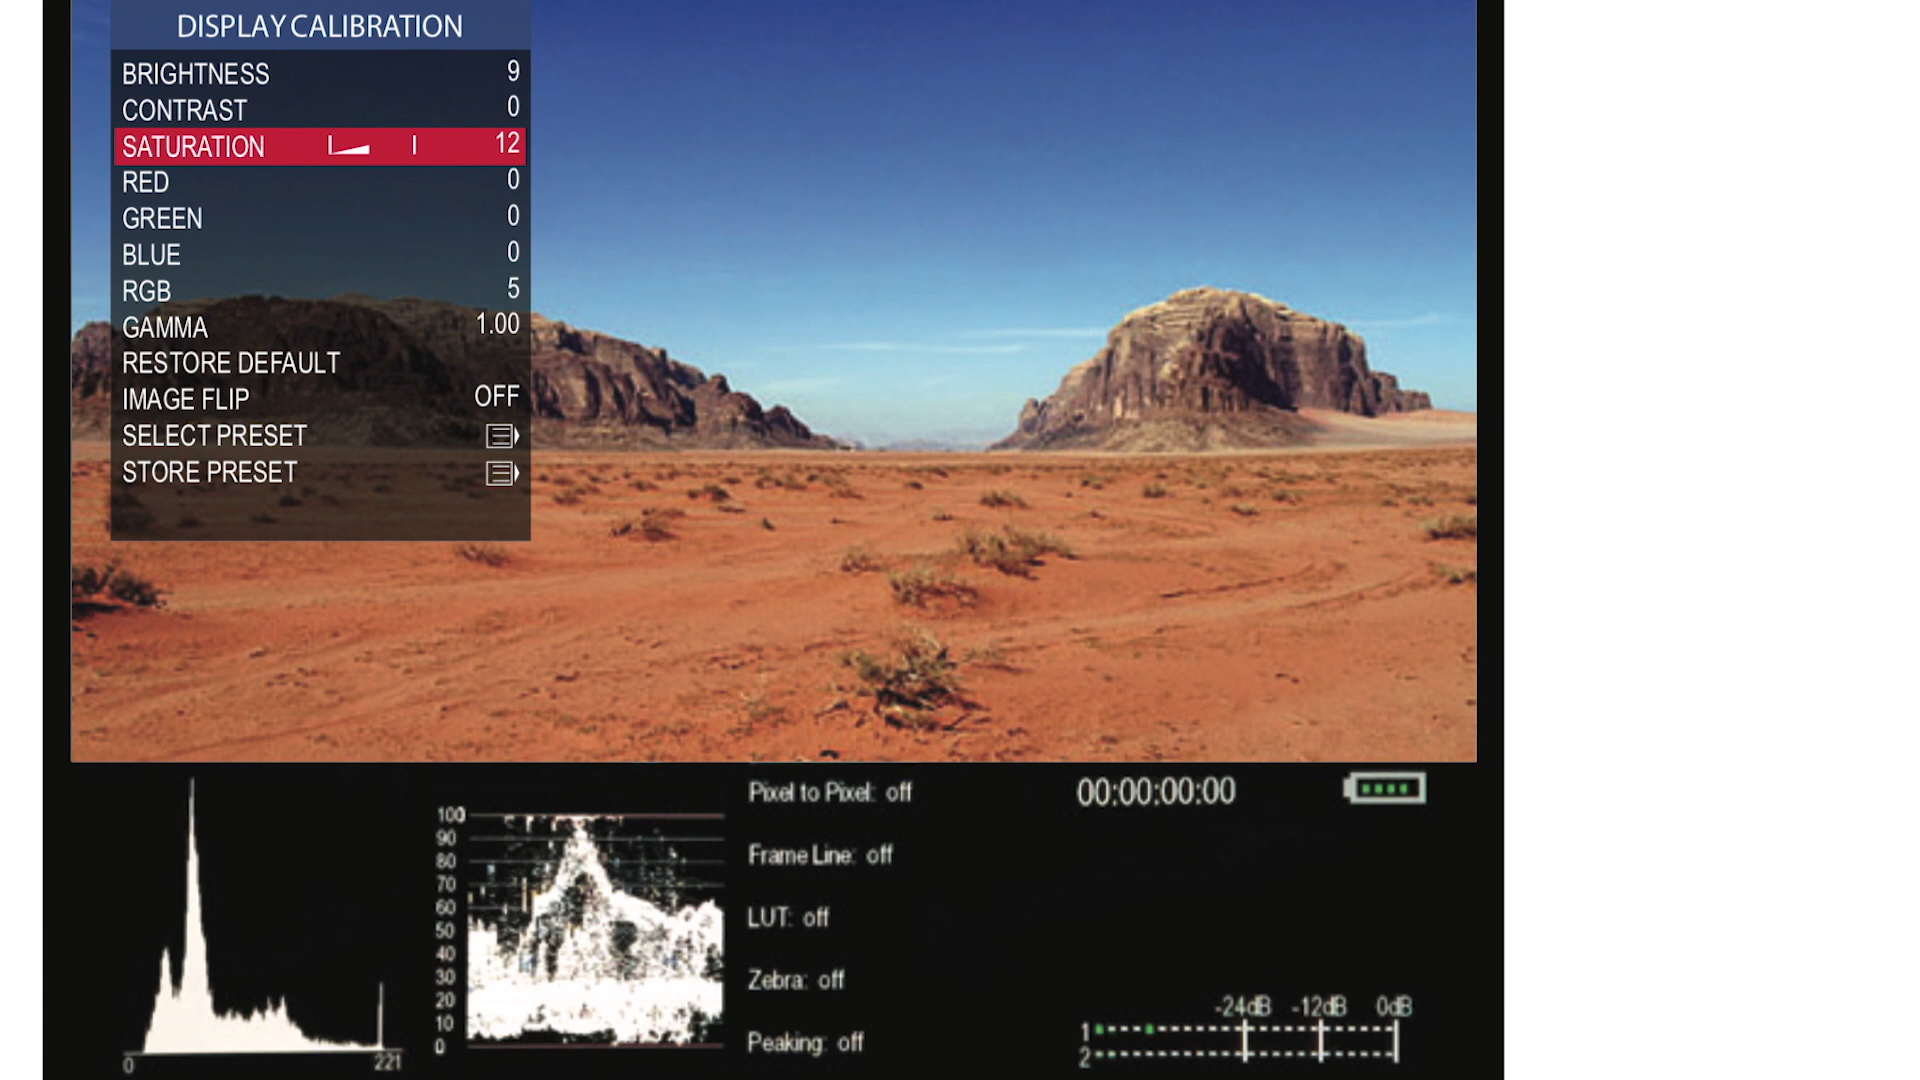 DISPLAY CALIBRATION
BRIGHTNESS 9
CONTRAST 0
SATURATION 12
RED 0
GREEN 0
BLUE 0
RGB 5
GAMMA 1.00
RESTORE DEFAULT
IMAGE FLIP OFF
SELECT PRESET
STORE PRESET
0 221
100
90
80
70
60
50
40
30
20
10
0
Pixel to Pixel: off
Frame Line: off
LUT: off
Zebra: off
Peaking: off
00:00:00:00
-24dB -12dB 0dB
1
2